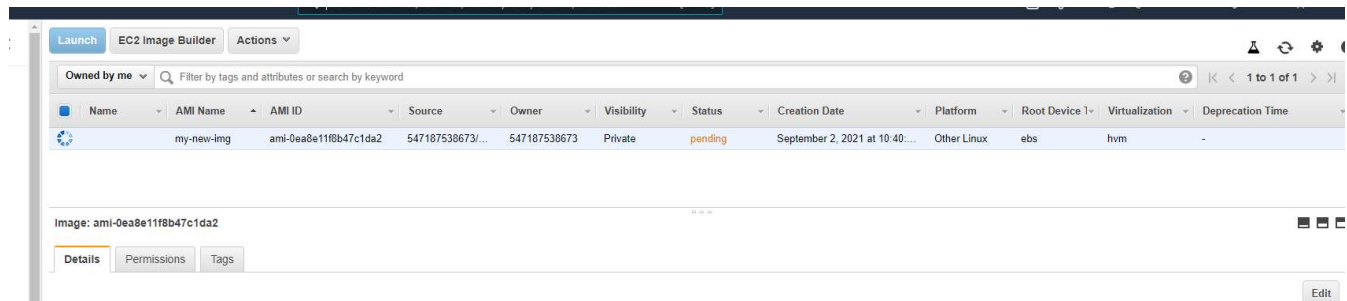 Launch EC2 Image Builder Actions
Owned by me Filter by tags and attributes or search by keyword 1 to 1 of 1
Name AMI Name AMI ID Source Owner Visibility Status Creation Date Platform Root Device T Virtualization Deprecation Time
my-new-img ami-0ea8e11f8b47c1da2 547187538673/... 547187538673 Private pending September 2, 2021 at 10:40:... Other Linux ebs hvm -
Image: ami-0ea8e11f8b47c1da2
Details Permissions Tags
Edit